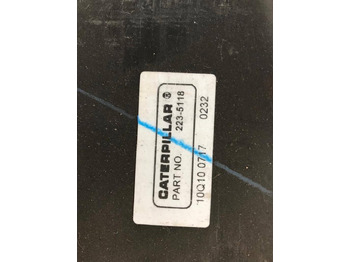 CATERPILLAR ®
PART NO. 223-5118
10Q10 0717 0232